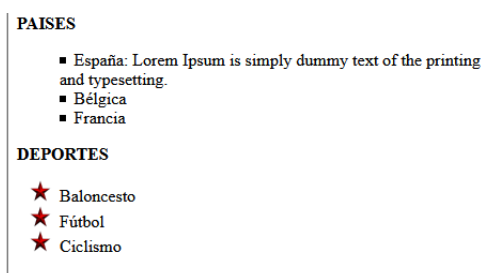 PAISES
España: Lorem Ipsum is simply dummy text of the printing
and typesetting.
Bélgica
Francia
DEPORTES
Baloncesto
Fútbol
Ciclismo